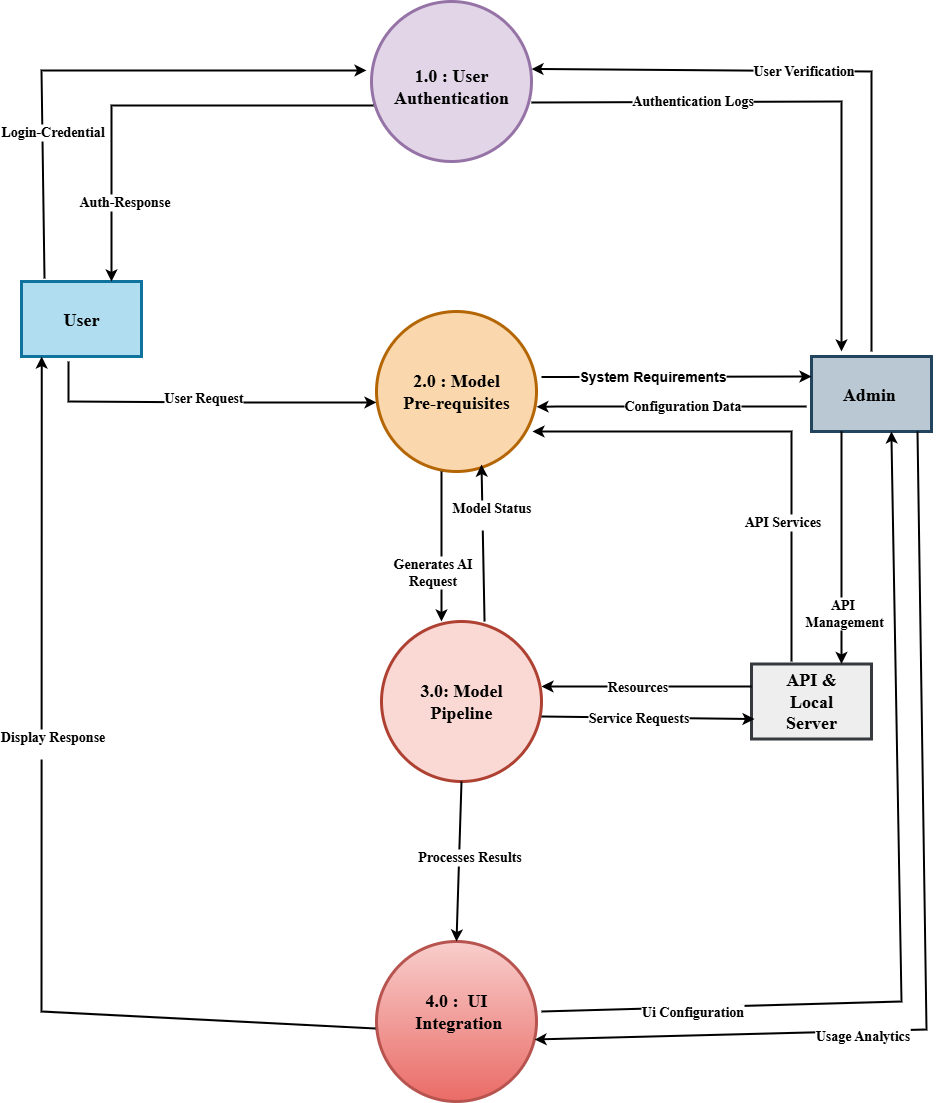 1.0 : User
Authentication
User Verification
Authentication Logs
Login-Credential
Auth-Response
User
2.0 : Model
Pre-requisites
System Requirements
Admin
User Request
Configuration Data
Model Status
API Services
Generates AI
Request
API
Management
3.0: Model
Pipeline
Resources
Service Requests
API &
Local
Server
Display Response
Processes Results
4.0 : UI
Integration
Ui Configuration
Usage Analytics